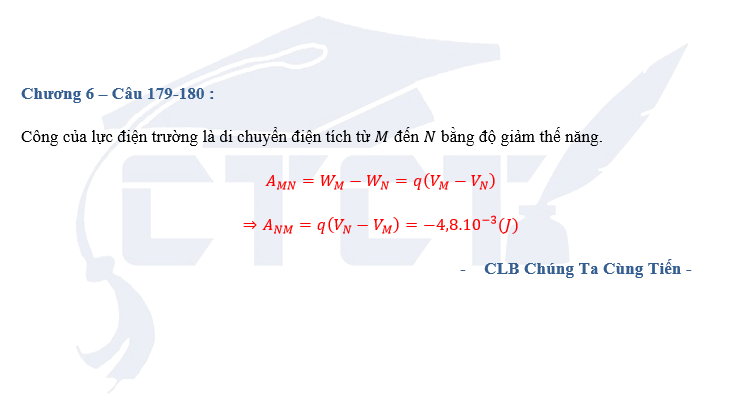 Chương 6 – Câu 179-180 :
Công của lực điện trường là di chuyển điện tích từ M đến N bằng độ giảm thế năng.
A_{MN} = W_M − W_N = q(V_M − V_N)
⇒ A_{NM} = q(V_N − V_M) = −4,8.10^{−3}(J)
- CLB Chúng Ta Cùng Tiến -
CTCT